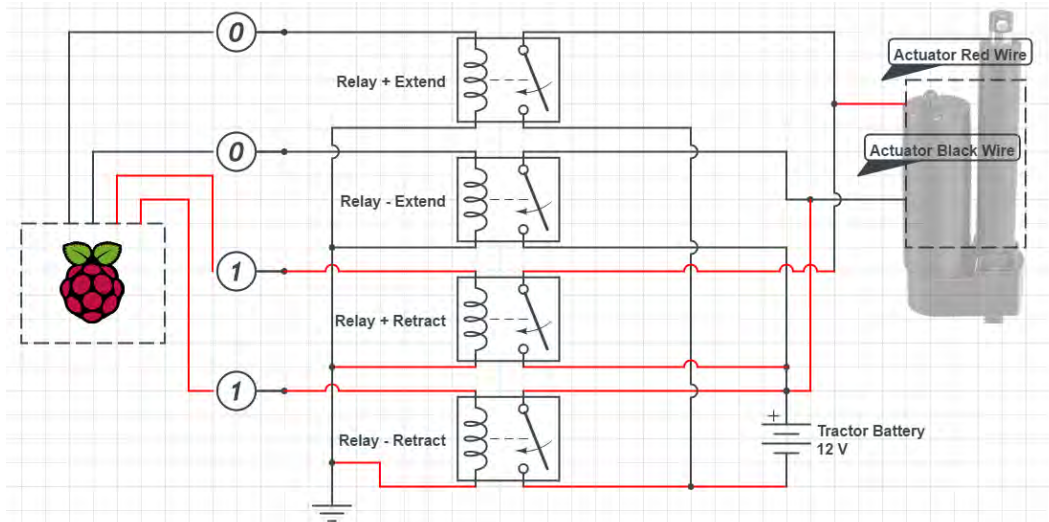 0
Actuator Red Wire
Relay + Extend
0
Actuator Black Wire
Relay - Extend
1
Relay + Retract
1
+
Tractor Battery
12 V
Relay - Retract